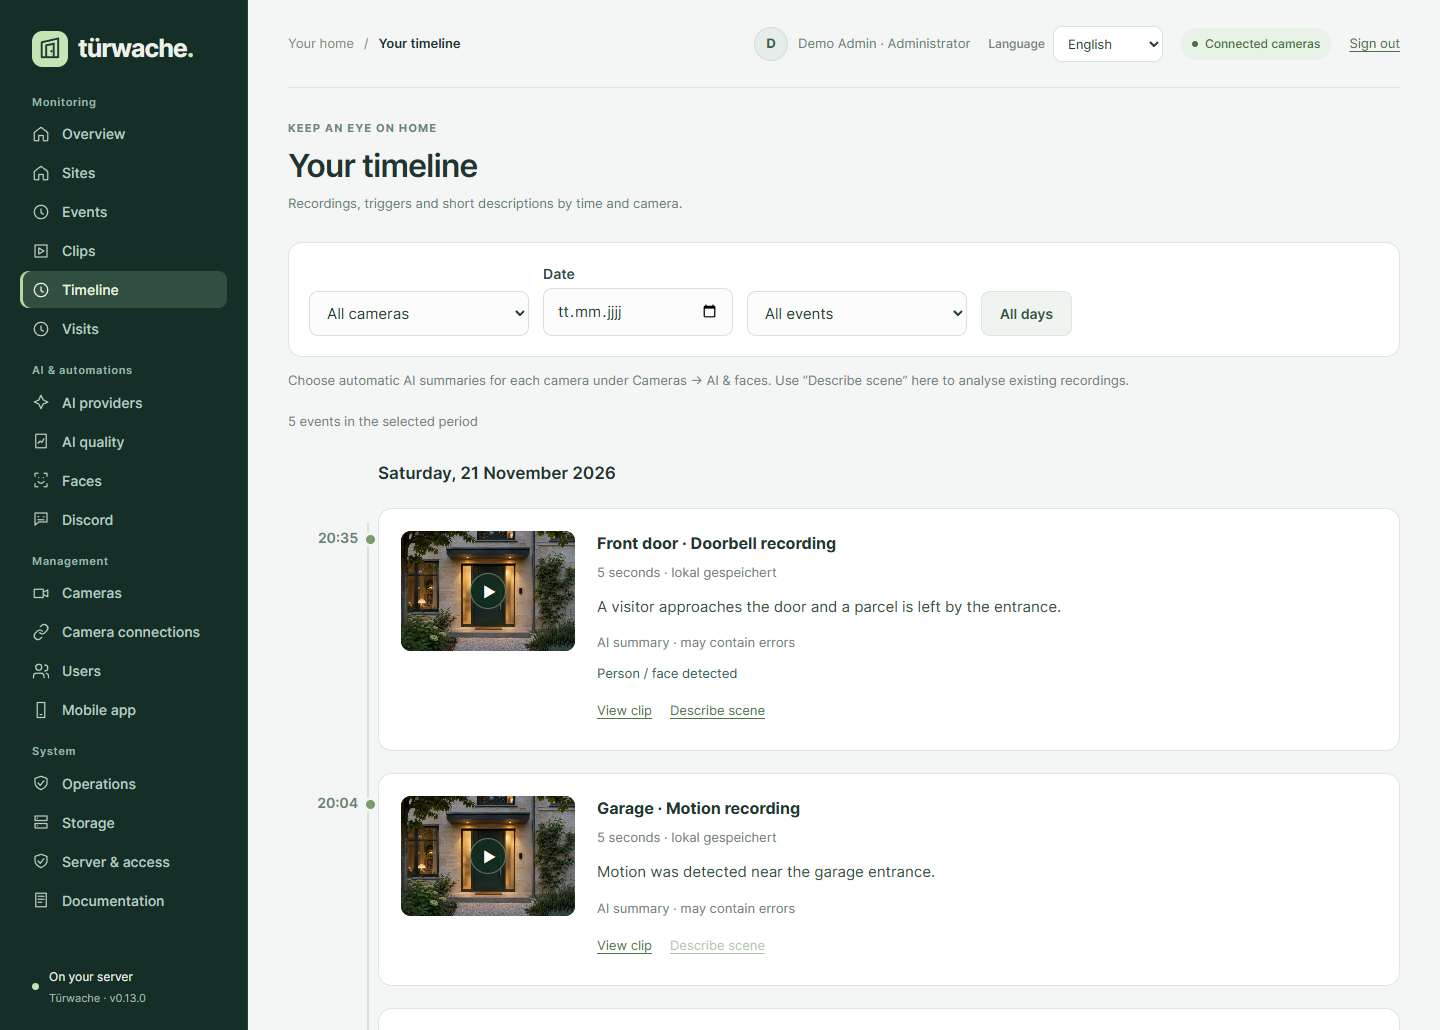 türwache.
Monitoring
Overview
Sites
Events
Clips
Timeline
Visits
AI & automations
AI providers
AI quality
Faces
Discord
Management
Cameras
Camera connections
Users
Mobile app
System
Operations
Storage
Server & access
Documentation
On your server
Türwache · v0.13.0
Your home / Your timeline
D Demo Admin · Administrator Language English Connected cameras Sign out
KEEP AN EYE ON HOME
Your timeline
Recordings, triggers and short descriptions by time and camera.
Date
All cameras tt.mm.jjjj All events All days
Choose automatic AI summaries for each camera under Cameras → AI & faces. Use “Describe scene” here to analyse existing recordings.
5 events in the selected period
Saturday, 21 November 2026
20:35
Front door · Doorbell recording
5 seconds · lokal gespeichert
A visitor approaches the door and a parcel is left by the entrance.
AI summary · may contain errors
Person / face detected
View clip Describe scene
20:04
Garage · Motion recording
5 seconds · lokal gespeichert
Motion was detected near the garage entrance.
AI summary · may contain errors
View clip Describe scene